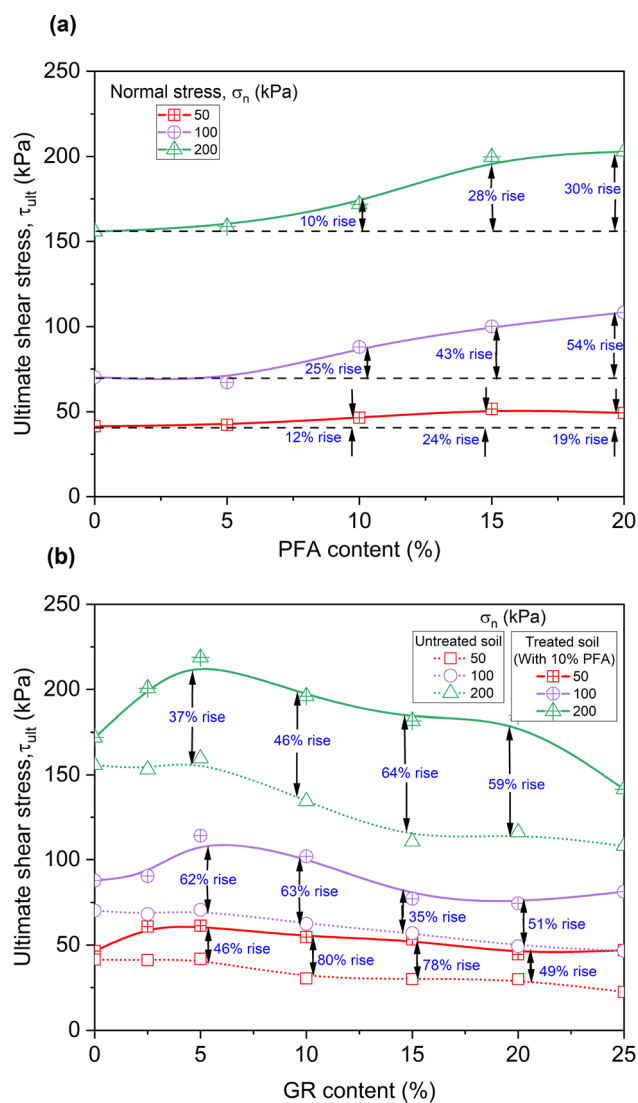 (a)
250
200
150
100
50
0
Ultimate shear stress, τult (kPa)
Normal stress, σn (kPa)
50
100
200
10% rise
28% rise
30% rise
25% rise
43% rise
54% rise
12% rise
24% rise
19% rise
0
5
10
15
20
PFA content (%)
(b)
250
200
150
100
50
0
Ultimate shear stress,τult (kPa)
σn (kPa)
Untreated soil
50
100
200
Treated soil
(With 10% PFA)
50
100
200
37% rise
46% rise
64% rise
59% rise
62% rise
63% rise
35% rise
51% rise
46% rise
80% rise
78% rise
49% rise
0
5
10
15
20
25
GR content (%)